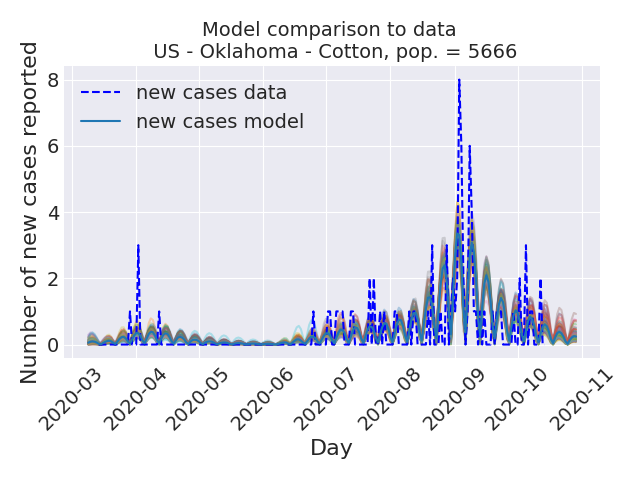 Model comparison to data
US - Oklahoma - Cotton, pop. = 5666
Number of new cases reported
8
6
4
2
0
new cases data
new cases model
2020-03
2020-04
2020-05
2020-06
2020-07
2020-08
2020-09
2020-10
2020-11
Day